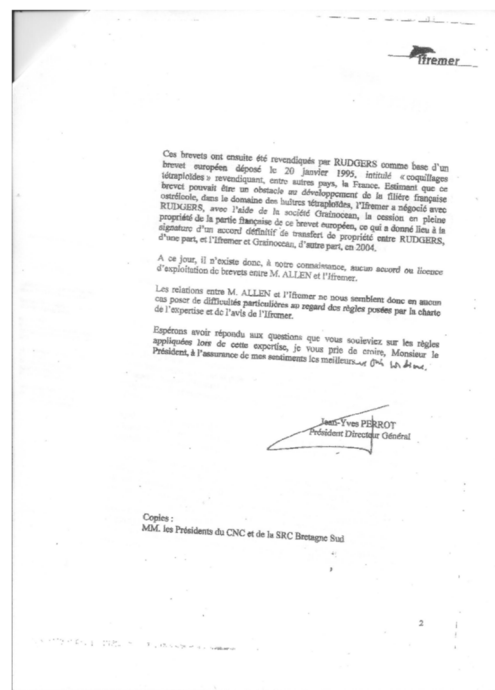 Ifremer
Ces brevets ont ensuite été revendiqués par RUDGERS comme base d'un
brevet européen déposé le 20 janvier 1995, intitulé « coquillages
tétraploïdes » revendiquant, entre autres pays, la France. Estimant que ce
brevet pouvait être un obstacle au développement de la filière française
ostréicole, dans le domaine des huîtres tétraploïdes, l'Ifremer a négocié avec
RUDGERS, avec l'aide de la société Grainocean, la cession en pleine
propriété de la partie française de ce brevet européen, ce qui a donné lieu à la
signature d'un accord définitif de transfert de propriété entre RUDGERS,
d'une part, et l'Ifremer et Grainocean, d'autre part, en 2004.
A ce jour, il n'existe donc, à notre connaissance, aucun accord ou licence
d'exploitation de brevets entre M. ALLEN et l'Ifremer.
Les relations entre M. ALLEN et l'Ifremer ne nous semblent donc en aucun
cas poser de difficultés particulières au regard des règles posées par la charte
de l'expertise et de l'avis de l'Ifremer.
Espérons avoir répondu aux questions que vous souleviez sur les règles
appliquées lors de cette expertise, je vous prie de croire, Monsieur le
Président, à l'assurance de mes sentiments les meilleurs
Jean-Yves PERROT
Président Directeur Général
Copies :
MM. les Présidents du CNC et de la SRC Bretagne Sud
2